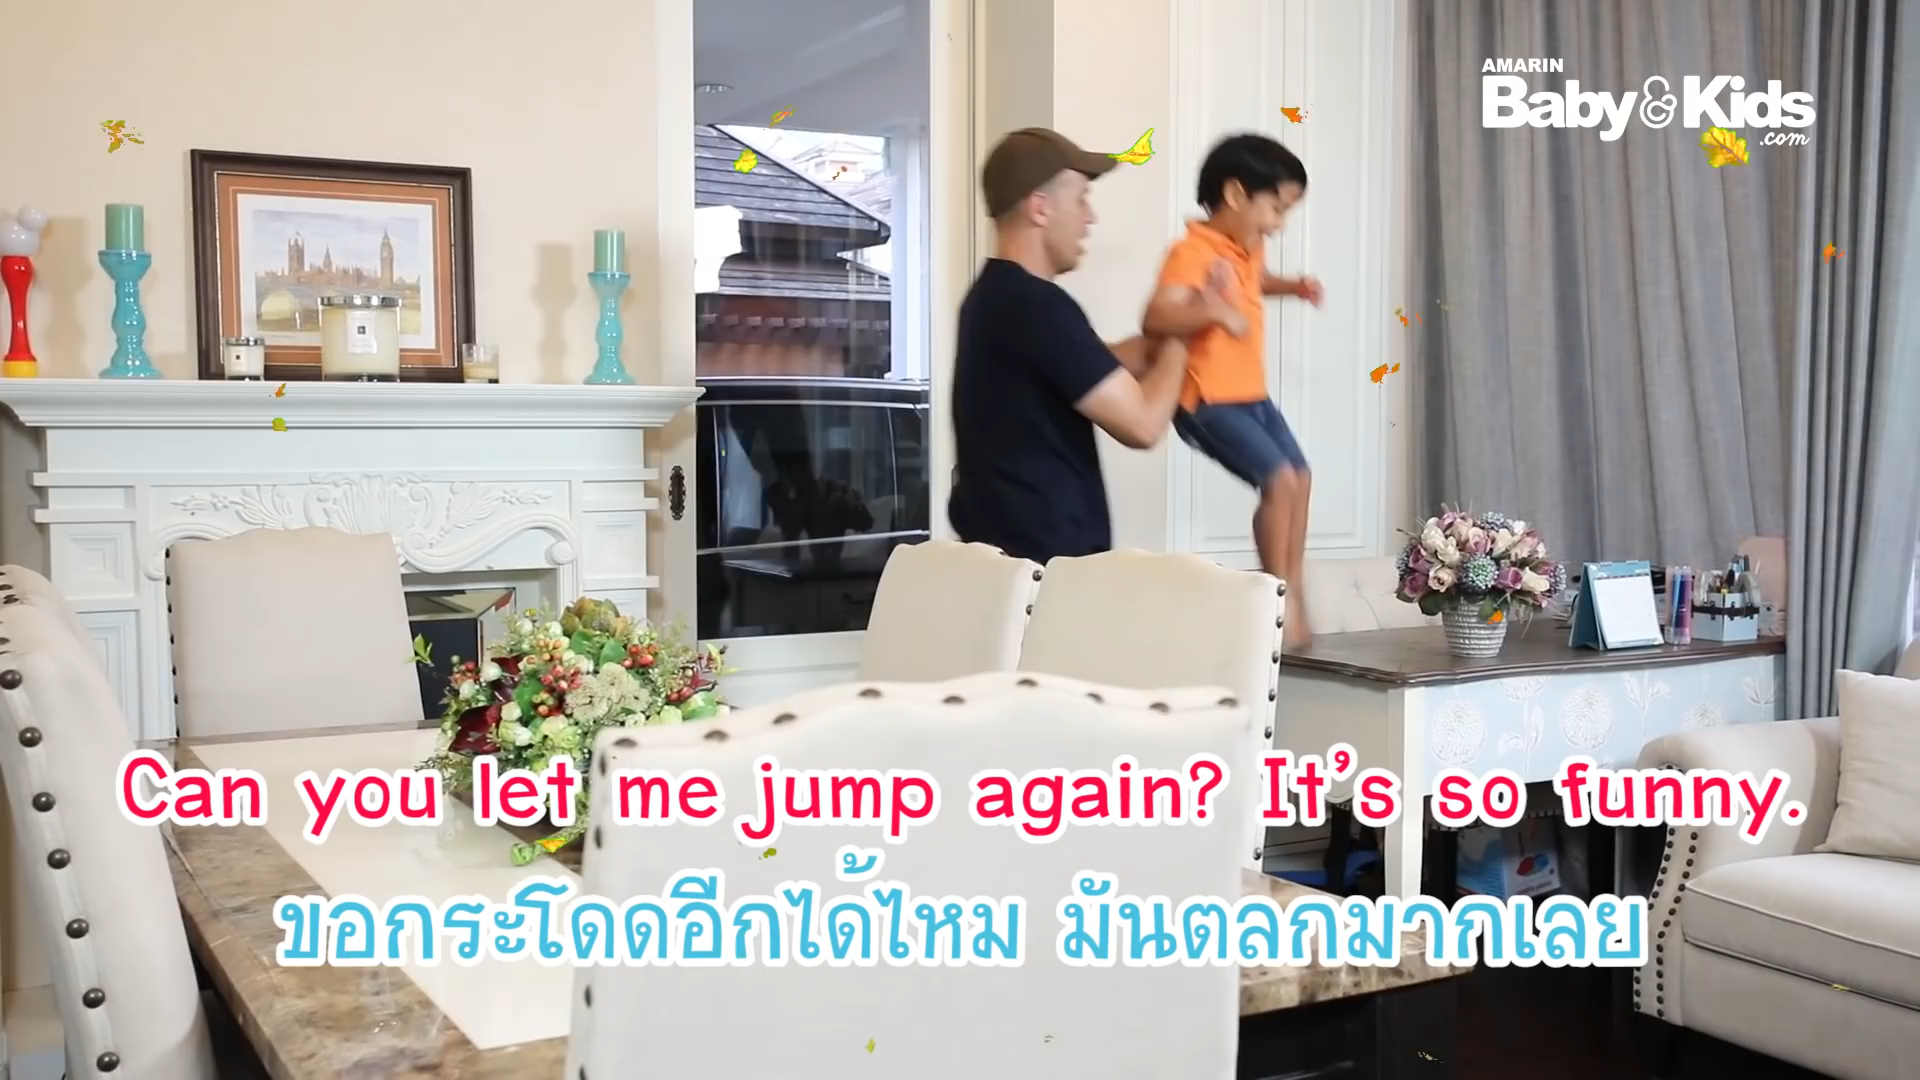 AMARIN
Baby&Kids
.com
Can you let me jump again? It's so funny.
ขอกระโดดอีกได้ไหม มันตลกมากเลย